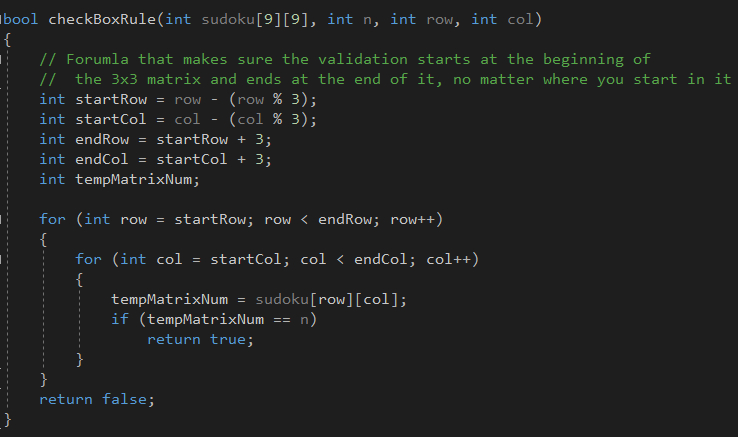 bool checkBoxRule(int sudoku[9][9], int n, int row, int col)
{
    // Forumla that makes sure the validation starts at the beginning of
    //  the 3x3 matrix and ends at the end of it, no matter where you start in it
    int startRow = row - (row % 3);
    int startCol = col - (col % 3);
    int endRow = startRow + 3;
    int endCol = startCol + 3;
    int tempMatrixNum;

    for (int row = startRow; row < endRow; row++)
    {
        for (int col = startCol; col < endCol; col++)
        {
            tempMatrixNum = sudoku[row][col];
            if (tempMatrixNum == n)
                return true;
        }
    }
    return false;
}